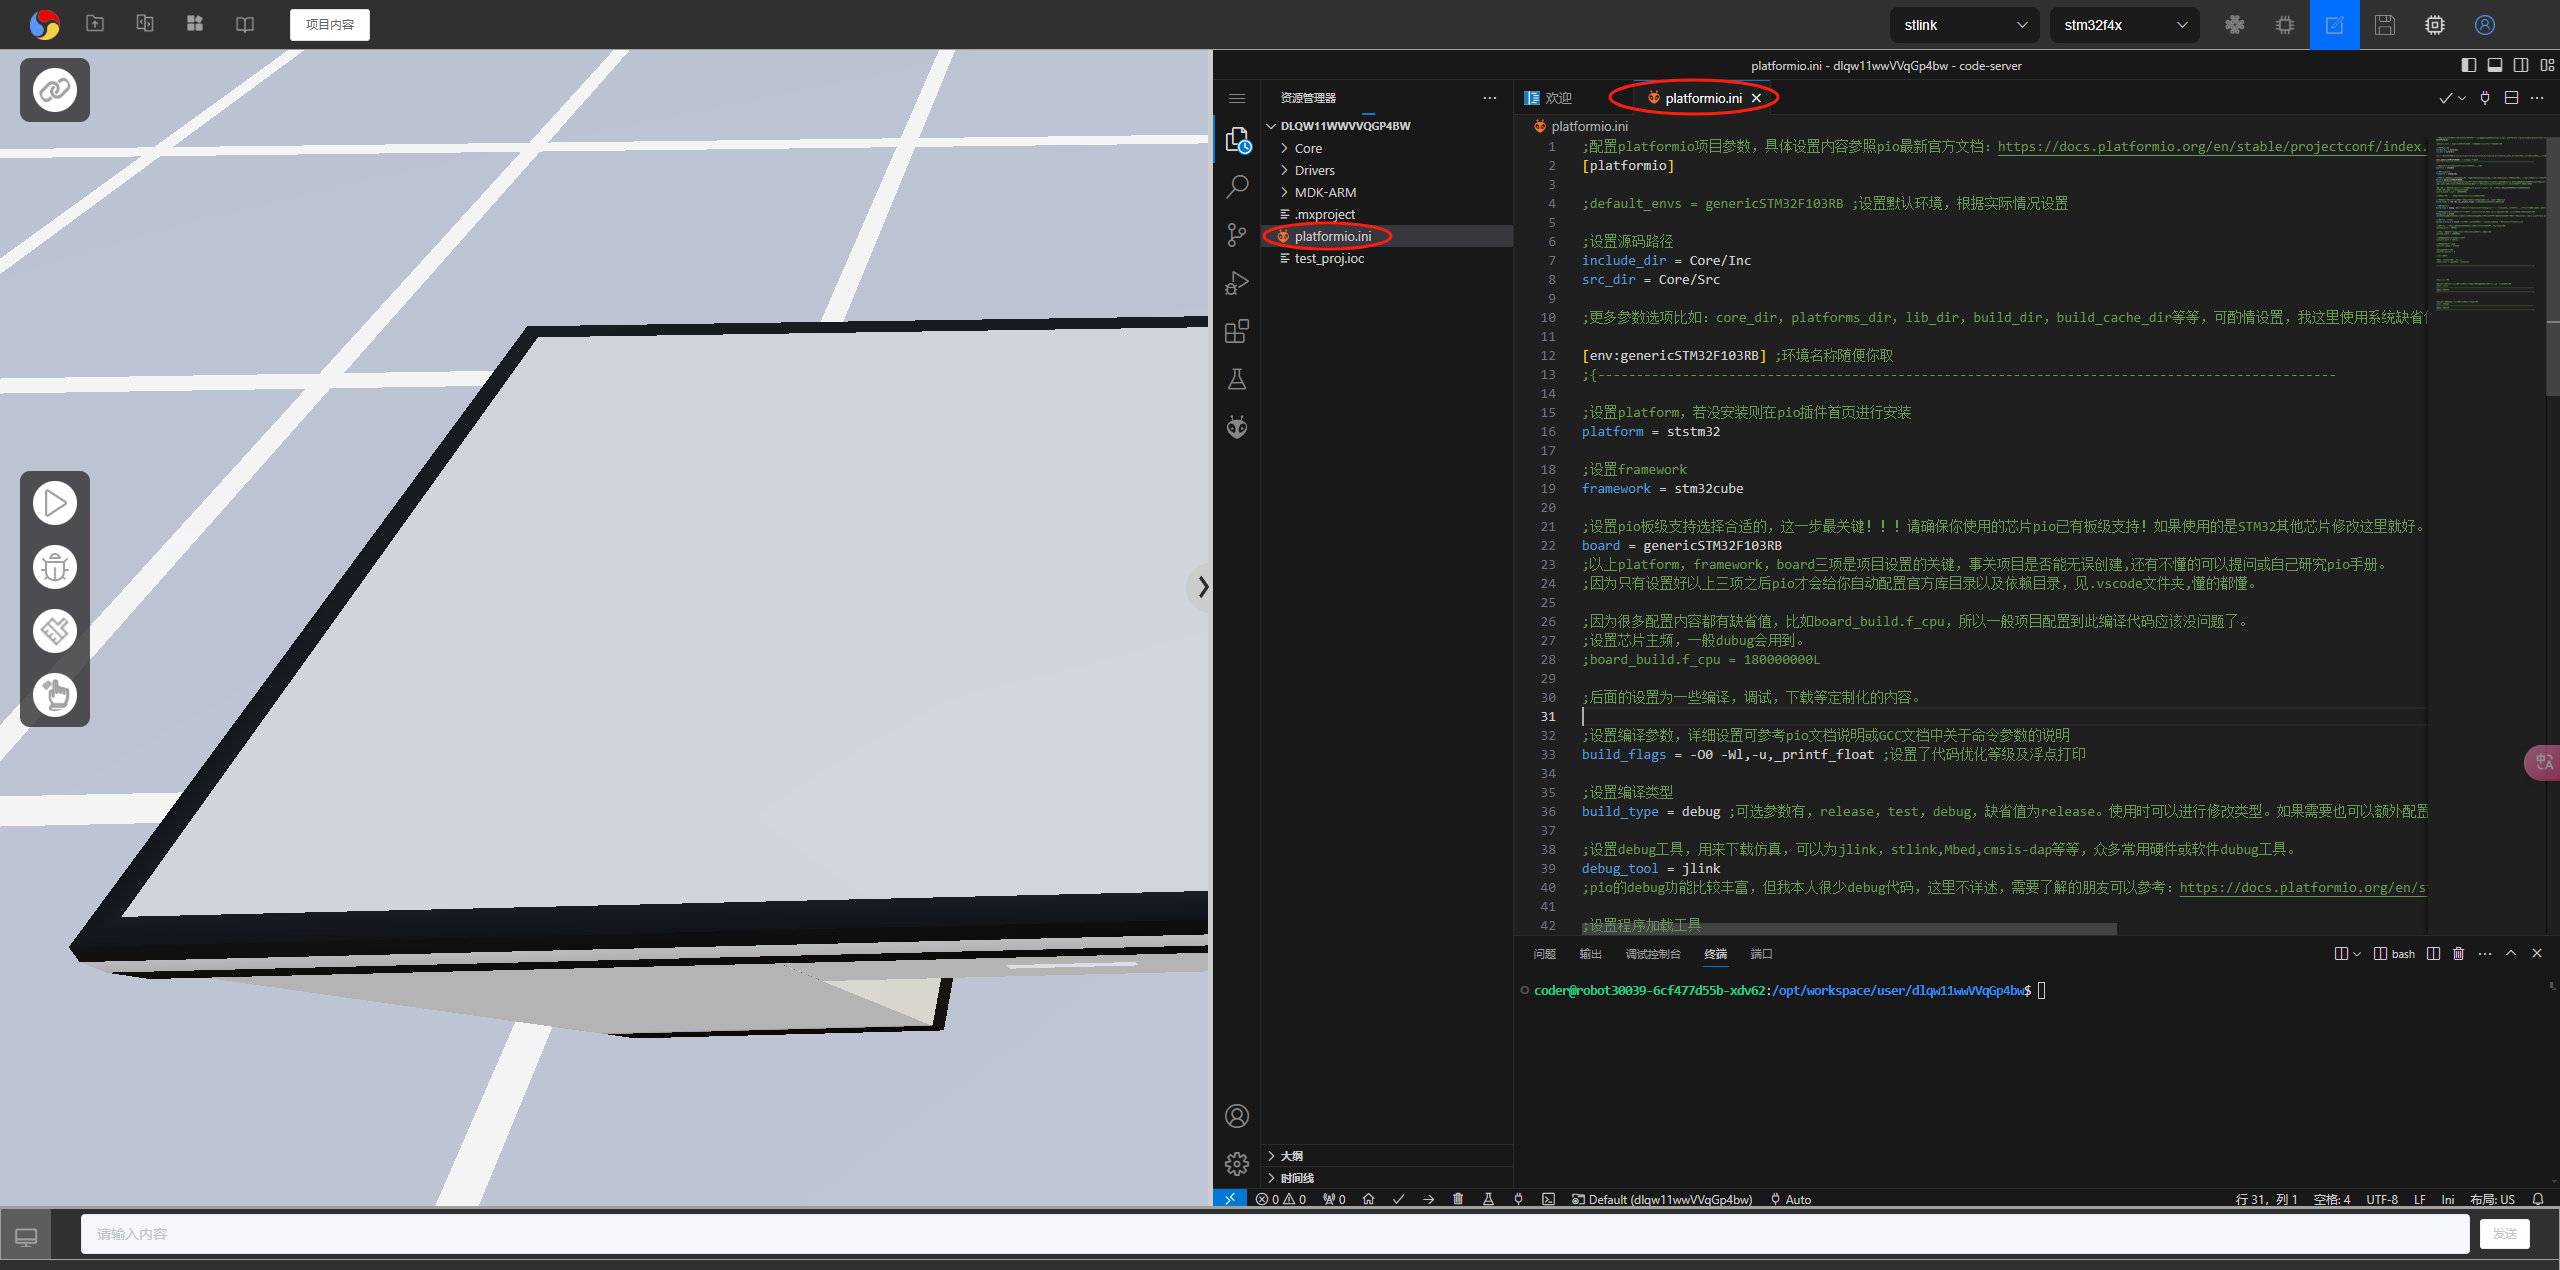 项目内容
stlink
stm32f4x
platformio.ini - dlqw11wwVVqGp4bw - code-server
资源管理器
欢迎
platformio.ini
DLQW11WWVVQGP4BW
Core
Drivers
MDK-ARM
.mxproject
platformio.ini
test_proj.ioc
大纲
时间线
platformio.ini
1 ;配置platformio项目参数，具体设置内容参照pio最新官方文档：https://docs.platformio.org/en/stable/projectconf/index.
2 [platformio]
3
4 ;default_envs = genericSTM32F103RB ;设置默认环境，根据实际情况设置
5
6 ;设置源码路径
7 include_dir = Core/Inc
8 src_dir = Core/Src
9
10 ;更多参数选项比如：core_dir，platforms_dir，lib_dir，build_dir，build_cache_dir等等，可酌情设置，我这里使用系统缺省
11
12 [env:genericSTM32F103RB] ;环境名称随便你取
13 ;{------------------------------------------------------------------------------------------------
14
15 ;设置platform，若没安装则在pio插件首页进行安装
16 platform = ststm32
17
18 ;设置framework
19 framework = stm32cube
20
21 ;设置pio板级支持选择合适的，这一步最关键！！！请确保你使用的芯片pio已有板级支持！如果使用的是STM32其他芯片修改这里就好。
22 board = genericSTM32F103RB
23 ;以上platform，framework，board三项是项目设置的关键，事关项目是否能无误创建,还有不懂的可以提问或自己研究pio手册。
24 ;因为只有设置好以上三项之后pio才会给你自动配置官方库目录以及依赖目录，见.vscode文件夹,懂的都懂。
25
26 ;因为很多配置内容都有缺省值，比如board_build.f_cpu，所以一般项目配置到此编译代码应该没问题了。
27 ;设置芯片主频，一般dubug会用到。
28 ;board_build.f_cpu = 180000000L
29
30 ;后面的设置为一些编译，调试，下载等定制化的内容。
31
32 ;设置编译参数，详细设置可参考pio文档说明或GCC文档中关于命令参数的说明
33 build_flags = -O0 -Wl,-u,_printf_float ;设置了代码优化等级及浮点打印
34
35 ;设置编译类型
36 build_type = debug ;可选参数有，release，test，debug，缺省值为release。使用时可以进行修改类型。如果需要也可以额外配置
37
38 ;设置debug工具，用来下载仿真，可以为jlink，stlink,Mbed,cmsis-dap等等，众多常用硬件或软件dubug工具。
39 debug_tool = jlink
40 ;pio的debug功能比较丰富，但我本人很少debug代码，这里不详述，需要了解的朋友可以参考：https://docs.platformio.org/en/s
41
42 ;设置程序加载工具
问题 输出 调试控制台 终端 端口
bash
coder@robot30039-6cf477d55b-xdv62:/opt/workspace/user/dlqw11wwVVqGp4bw$
0 0 0 Default (dlqw11wwVVqGp4bw) Auto
行 31，列 1 空格: 4 UTF-8 LF Ini 布局: US
请输入内容
发送